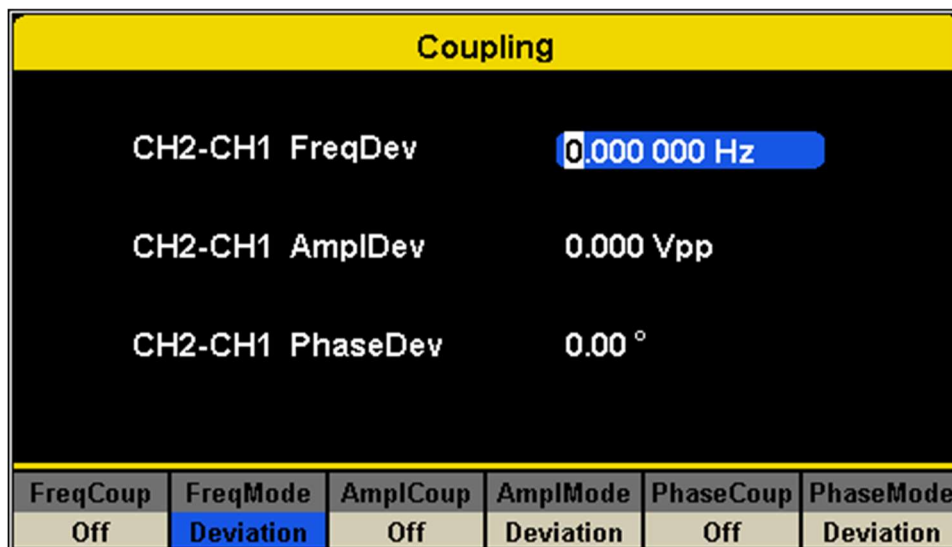 Coupling
CH2-CH1 FreqDev 0.000 000 Hz
CH2-CH1 AmplDev 0.000 Vpp
CH2-CH1 PhaseDev 0.00 °
FreqCoup FreqMode AmplCoup AmplMode PhaseCoup PhaseMode
Off Deviation Off Deviation Off Deviation